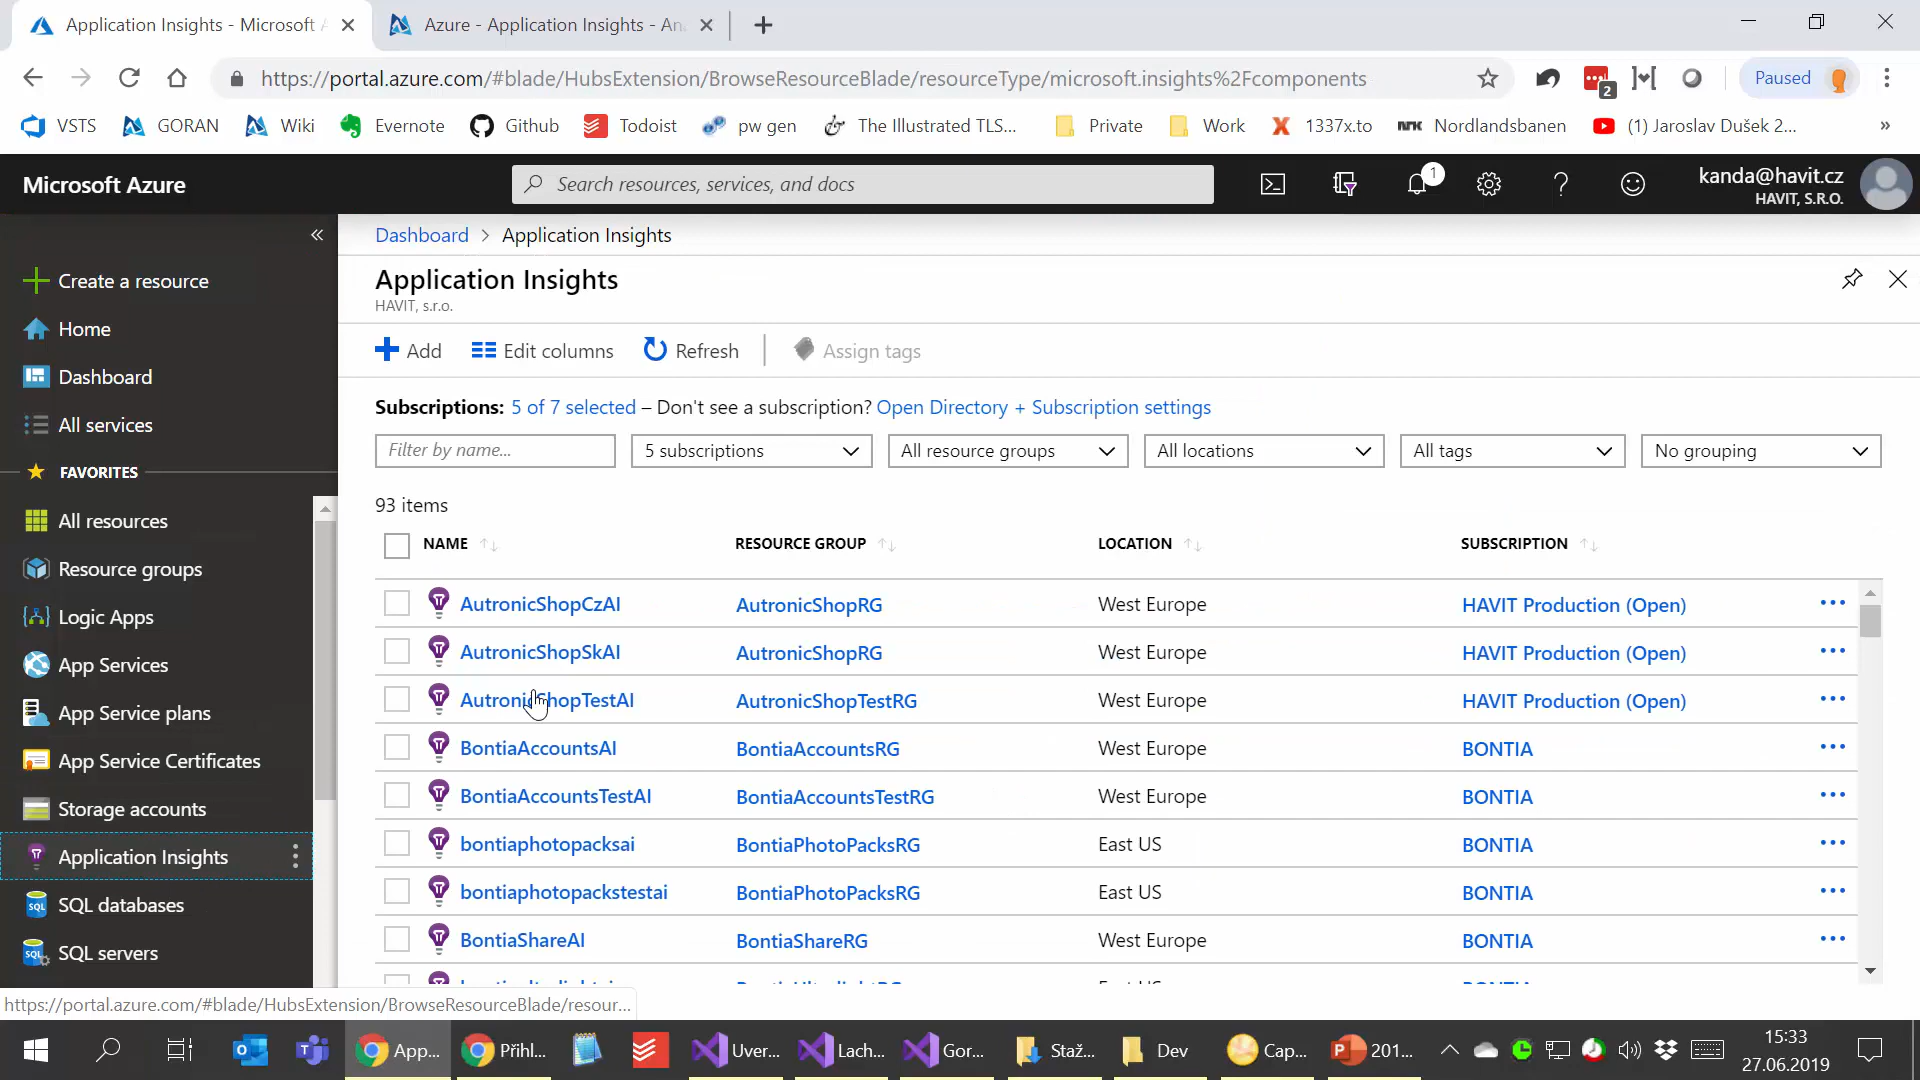 Application Insights - Microsoft A
Azure - Application Insights - Ana
https://portal.azure.com/#blade/HubsExtension/BrowseResourceBlade/resourceType/microsoft.insights%2Fcomponents
2
Paused
VSTS
GORAN
Wiki
Evernote
Github
Todoist
pw gen
The Illustrated TLS...
Private
Work
1337x.to
NRK
Nordlandsbanen
(1) Jaroslav Dušek 2...
»
Microsoft Azure
Search resources, services, and docs
1
kanda@havit.cz
HAVIT, S.R.O.
Create a resource
Home
Dashboard
All services
FAVORITES
All resources
Resource groups
Logic Apps
App Services
App Service plans
App Service Certificates
Storage accounts
Application Insights
SQL databases
SQL servers
Dashboard > Application Insights
Application Insights
HAVIT, s.r.o.
Add
Edit columns
Refresh
Assign tags
Subscriptions: 5 of 7 selected – Don't see a subscription? Open Directory + Subscription settings
Filter by name...
5 subscriptions
All resource groups
All locations
All tags
No grouping
93 items
NAME RESOURCE GROUP LOCATION SUBSCRIPTION
AutronicShopCzAI AutronicShopRG West Europe HAVIT Production (Open)
AutronicShopSkAI AutronicShopRG West Europe HAVIT Production (Open)
AutronicShopTestAI AutronicShopTestRG West Europe HAVIT Production (Open)
BontiaAccountsAI BontiaAccountsRG West Europe BONTIA
BontiaAccountsTestAI BontiaAccountsTestRG West Europe BONTIA
bontiaphotopacksai BontiaPhotoPacksRG East US BONTIA
bontiaphotopackstestai BontiaPhotoPacksRG East US BONTIA
BontiaShareAI BontiaShareRG West Europe BONTIA
https://portal.azure.com/#blade/HubsExtension/BrowseResourceBlade/resour...
App...
Přihl...
Uver...
Lach...
Gor...
Staž...
Dev
Cap...
201...
15:33
27.06.2019